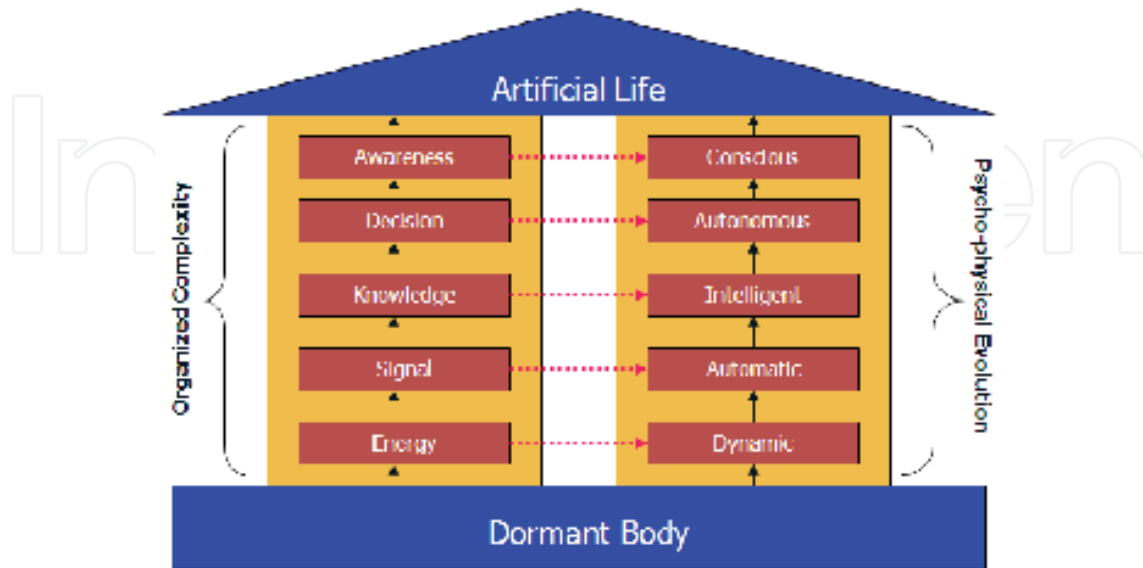 Artificial Life
Awareness
Conscious
Decision
Autonomous
Knowledge
Intelligent
Signal
Automatic
Energy
Dynamic
Organized Complexity
Psycho-physical Evolution
Dormant Body